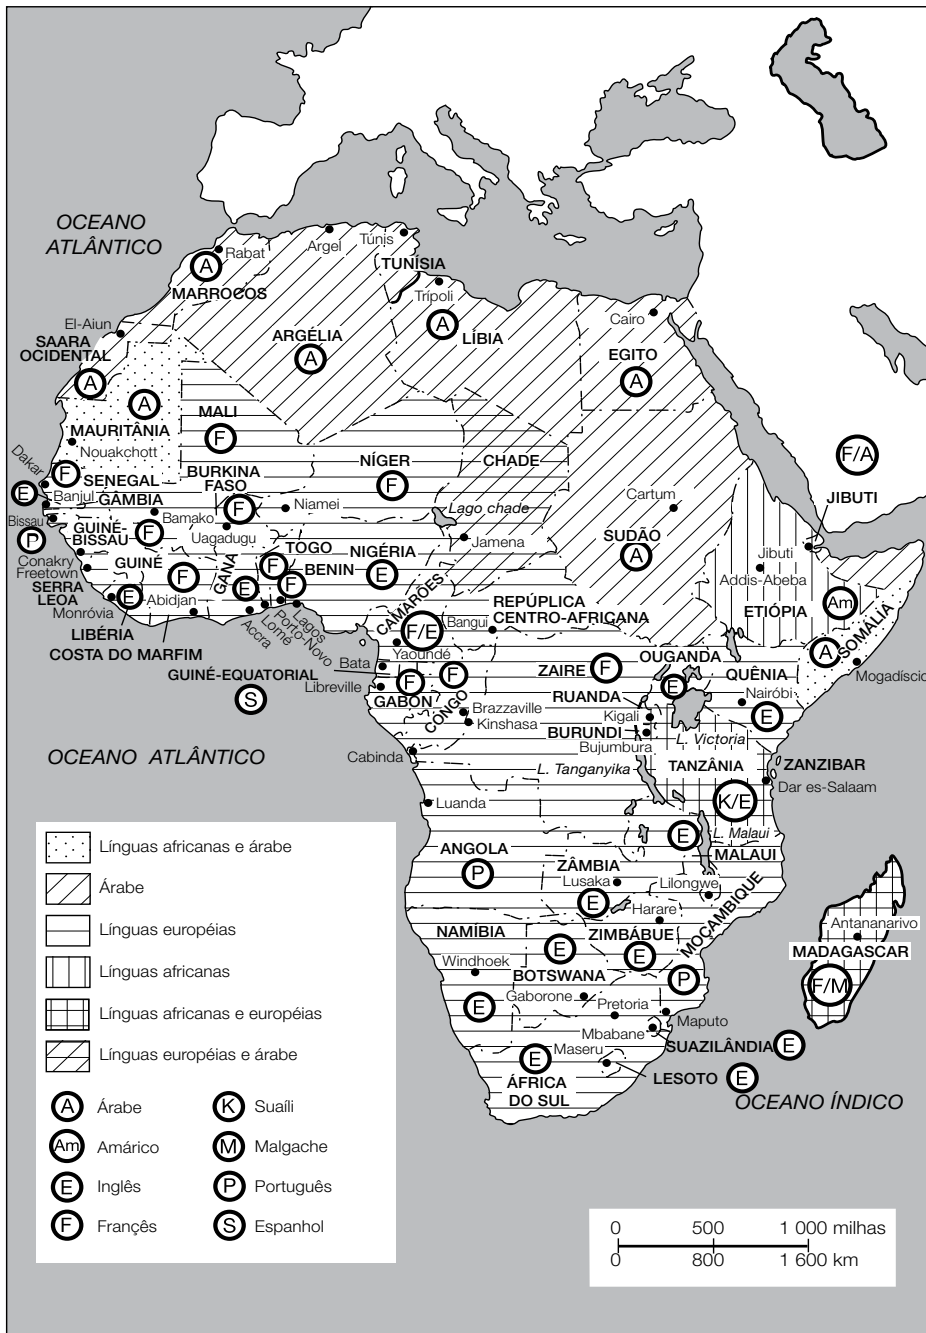 OCEANO
ATLÂNTICO
Rabat
A
MARROCOS
Argel
Túnis
TUNÍSIA
Trípoli
A
LÍBIA
El-Aiun
SAARA
OCIDENTAL
A
ARGÉLIA
A
Cairo
EGITO
A
A
MAURITÂNIA
Nouakchott
MALI
F
NÍGER
F
CHADE
F/A
JIBUTI
Dakar
F
SENEGAL
E
Banjul
GÂMBIA
BURKINA
FASO
F
Niamei
Lago chade
Cartum
SUDÃO
A
Bissau
P
GUINÉ-
BISSAU
F
Bamako
Uagadugu
Jamena
Jibuti
Addis-Abeba
ETIÓPIA
Am
Conakry
Freetown
GUINÉ
F
GANA
E
TOGO
F
BENIN
F
NIGÉRIA
E
SERRA
LEOA
Monróvia
E
Abidjan
LIBÉRIA
COSTA DO MARFIM
Accra
Lomé
Porto-Novo
Lagos
CAMARÕES
F/E
Yaoundé
Bangui
REPÚPLICA
CENTRO-AFRICANA
SOMÁLIA
A
Mogadíscio
GUINÉ-EQUATORIAL
S
Bata
Libreville
F
GABÓN
F
CONGO
Brazzaville
Kinshasa
ZAIRE
F
OUGANDA
E
QUÊNIA
Nairóbi
E
RUANDA
Kigali
BURUNDI
Bujumbura
L. Victoria
OCEANO ATLÂNTICO
Cabinda
L. Tanganyika
TANZÂNIA
K/E
ZANZIBAR
Dar es-Salaam
Luanda
ANGOLA
P
E
L. Malaui
MALAUI
ZÂMBIA
Lusaka
E
Lilongwe
MOÇAMBIQUE
Harare
ZIMBÁBUE
E
P
NAMÍBIA
Windhoek
E
E
BOTSWANA
Gaborone
Pretoria
Mbabane
Maputo
Antananarivo
MADAGASCAR
F/M
Maseru
SUAZILÂNDIA
E
LESOTO
E
E
ÁFRICA
DO SUL
OCEANO ÍNDICO
Línguas africanas e árabe
Árabe
Línguas européias
Línguas africanas
Línguas africanas e européias
Línguas européias e árabe
A Árabe
Am Amárico
E Inglês
F Françês
K Suaíli
M Malgache
P Português
S Espanhol
0 500 1 000 milhas
0 800 1 600 km